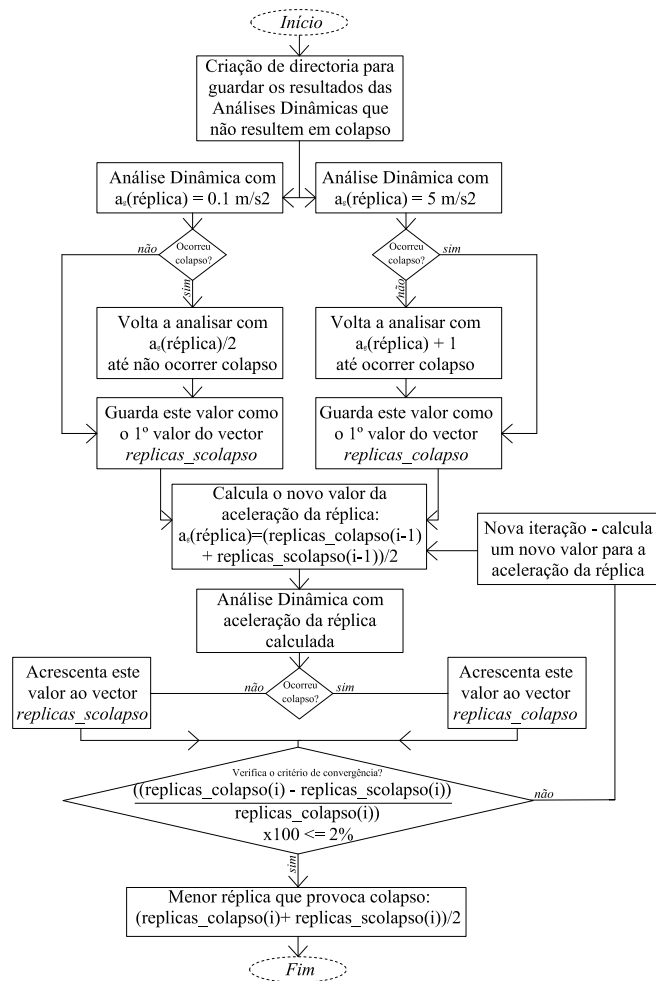 Início
Criação de directoria para
guardar os resultados das
Análises Dinâmicas que
não resultem em colapso
Análise Dinâmica com
aₑ(réplica) = 0.1 m/s2
Análise Dinâmica com
aₑ(réplica) = 5 m/s2
não
Ocorreu
colapso?
sim
Ocorreu
colapso?
sim
não
Volta a analisar com
aₑ(réplica)/2
até não ocorrer colapso
Volta a analisar com
aₑ(réplica) + 1
até ocorrer colapso
Guarda este valor como
o 1º valor do vector
replicas_scolapso
Guarda este valor como
o 1º valor do vector
replicas_colapso
Calcula o novo valor da
aceleração da réplica:
aₑ(réplica)=(replicas_colapso(i-1)
+ replicas_scolapso(i-1))/2
Nova iteração - calcula
um novo valor para a
aceleração da réplica
Análise Dinâmica com
aceleração da réplica
calculada
Acrescenta este
valor ao vector
replicas_scolapso
não
Ocorreu
colapso?
sim
Acrescenta este
valor ao vector
replicas_colapso
Verifica o critério de convergência?
((replicas_colapso(i) - replicas_scolapso(i))
replicas_colapso(i))
x100 <= 2%
não
sim
Menor réplica que provoca colapso:
(replicas_colapso(i)+ replicas_scolapso(i))/2
Fim